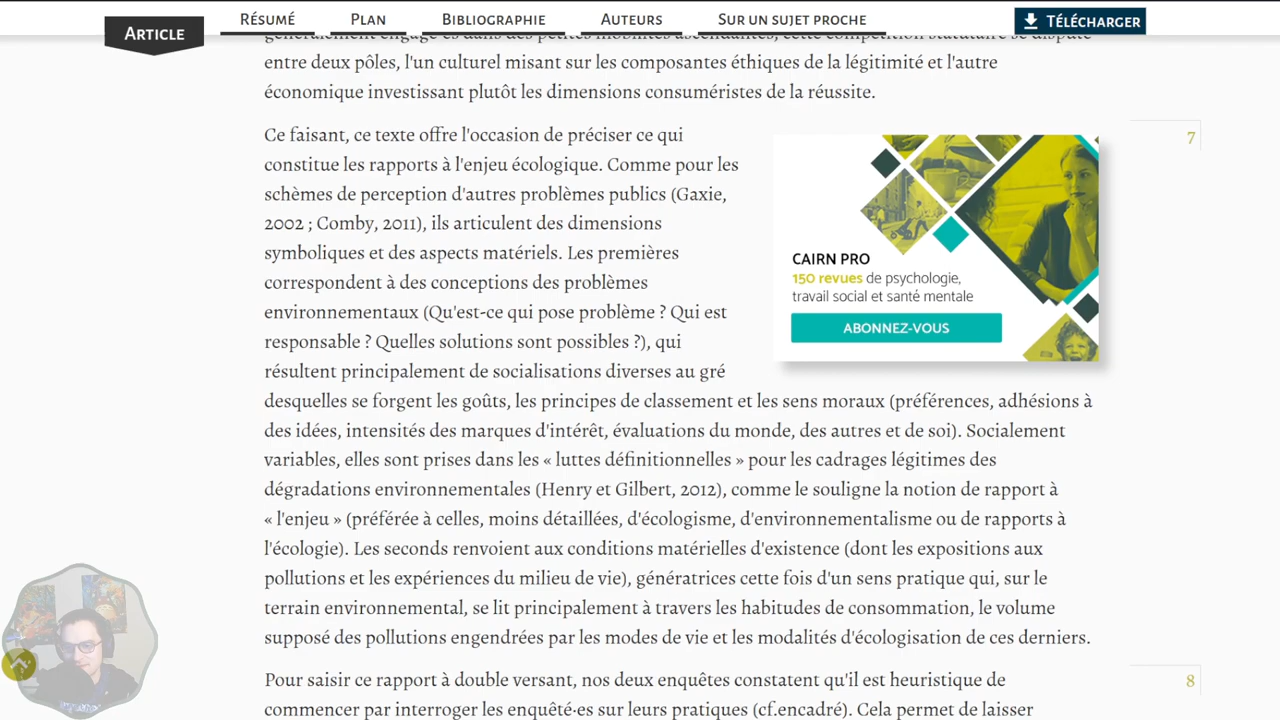 ARTICLE
RÉSUMÉ
PLAN
BIBLIOGRAPHIE
AUTEURS
SUR UN SUJET PROCHE
TÉLÉCHARGER
généralement engagé·es dans des petites mobilités ascendantes, cette compétition statutaire se dispute
entre deux pôles, l'un culturel misant sur les composantes éthiques de la légitimité et l'autre
économique investissant plutôt les dimensions consuméristes de la réussite.
Ce faisant, ce texte offre l'occasion de préciser ce qui
constitue les rapports à l'enjeu écologique. Comme pour les
schèmes de perception d'autres problèmes publics (Gaxie,
2002 ; Comby, 2011), ils articulent des dimensions
symboliques et des aspects matériels. Les premières
correspondent à des conceptions des problèmes
environnementaux (Qu'est-ce qui pose problème ? Qui est
responsable ? Quelles solutions sont possibles ?), qui
résultent principalement de socialisations diverses au gré
desquelles se forgent les goûts, les principes de classement et les sens moraux (préférences, adhésions à
des idées, intensités des marques d'intérêt, évaluations du monde, des autres et de soi). Socialement
variables, elles sont prises dans les « luttes définitionnelles » pour les cadrages légitimes des
dégradations environnementales (Henry et Gilbert, 2012), comme le souligne la notion de rapport à
« l'enjeu » (préférée à celles, moins détaillées, d'écologisme, d'environnementalisme ou de rapports à
l'écologie). Les seconds renvoient aux conditions matérielles d'existence (dont les expositions aux
pollutions et les expériences du milieu de vie), génératrices cette fois d'un sens pratique qui, sur le
terrain environnemental, se lit principalement à travers les habitudes de consommation, le volume
supposé des pollutions engendrées par les modes de vie et les modalités d'écologisation de ces derniers.
7
CAIRN PRO
150 revues de psychologie,
travail social et santé mentale
ABONNEZ-VOUS
Pour saisir ce rapport à double versant, nos deux enquêtes constatent qu'il est heuristique de
commencer par interroger les enquêté·es sur leurs pratiques (cf.encadré). Cela permet de laisser
8